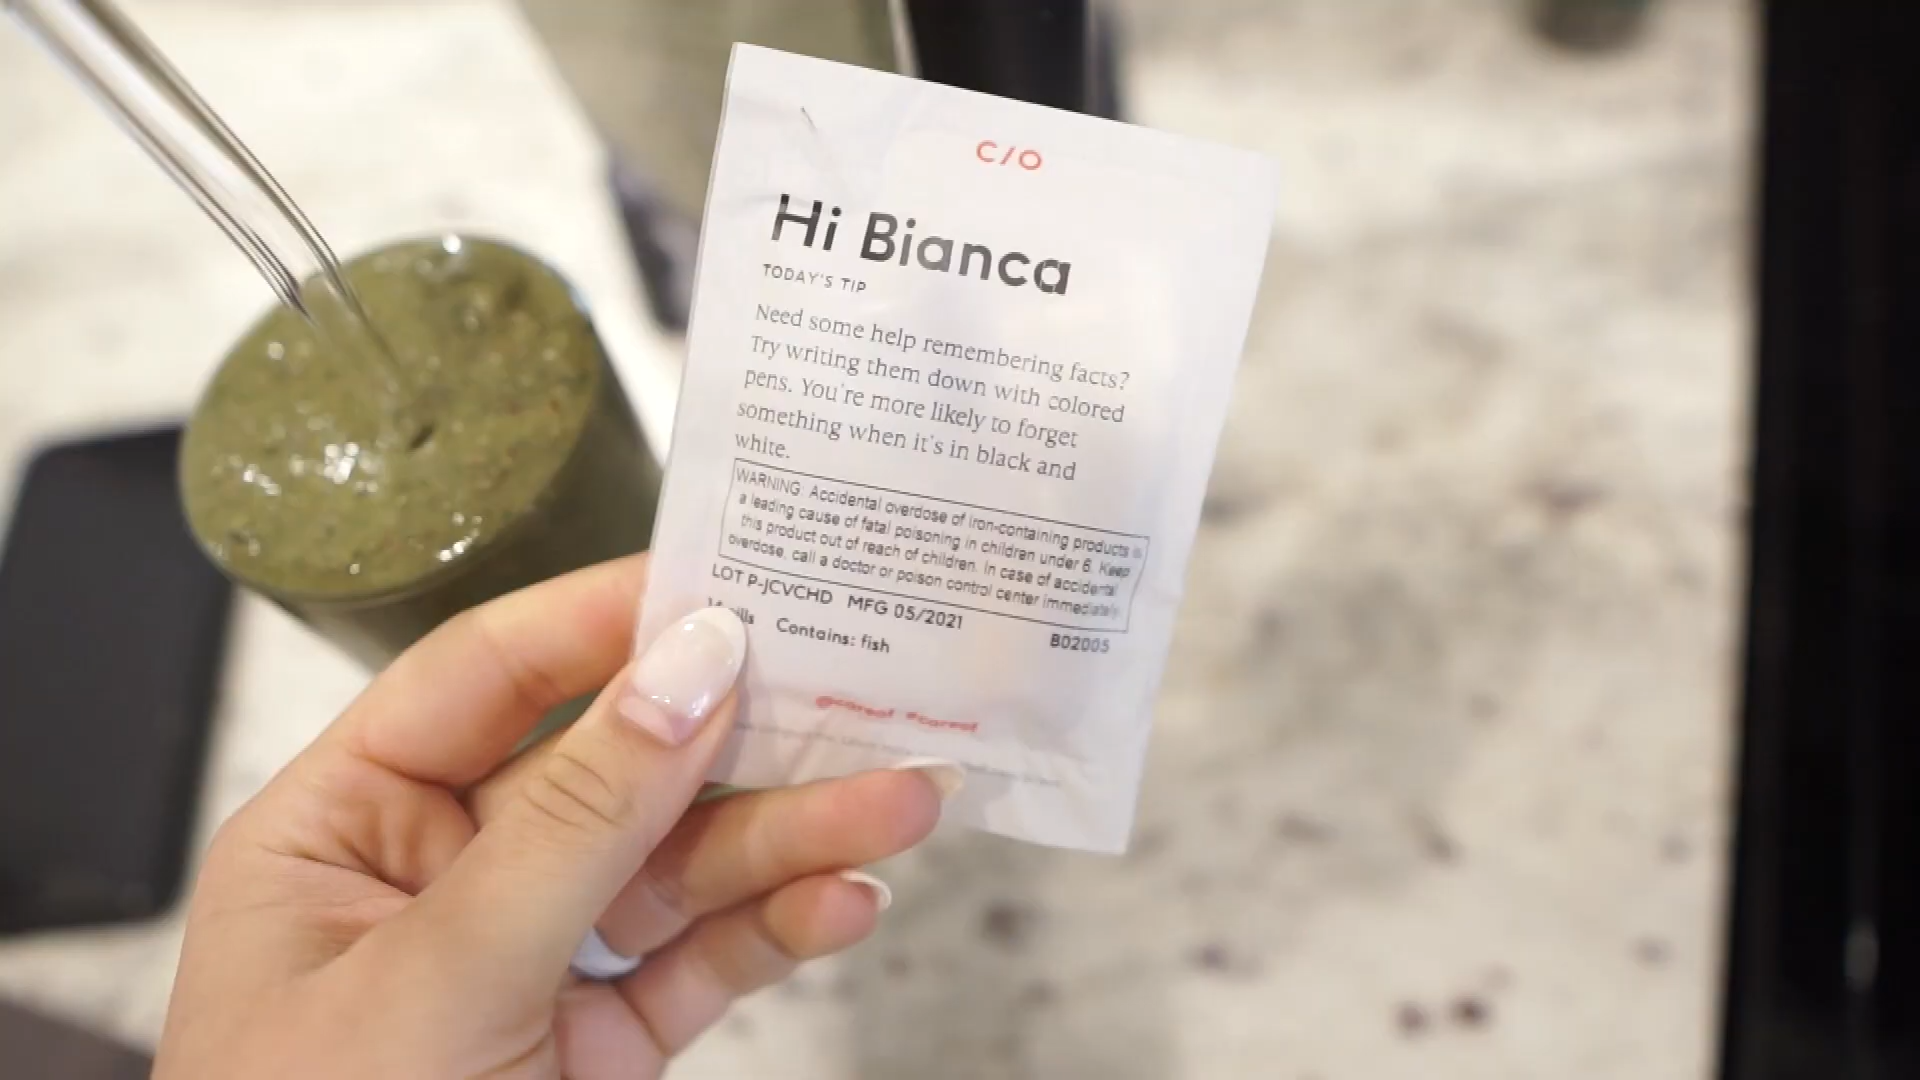 C/O
Hi Bianca
TODAY'S TIP
Need some help remembering facts?
Try writing them down with colored
pens. You're more likely to forget
something when it's in black and
white.
WARNING: Accidental overdose of iron-containing products is
a leading cause of fatal poisoning in children under 6. Keep
this product out of reach of children. In case of accidental
overdose, call a doctor or poison control center immediately.
LOT P-JCVCHD MFG 05/2021
B02005
Contains: fish
@careof #careof